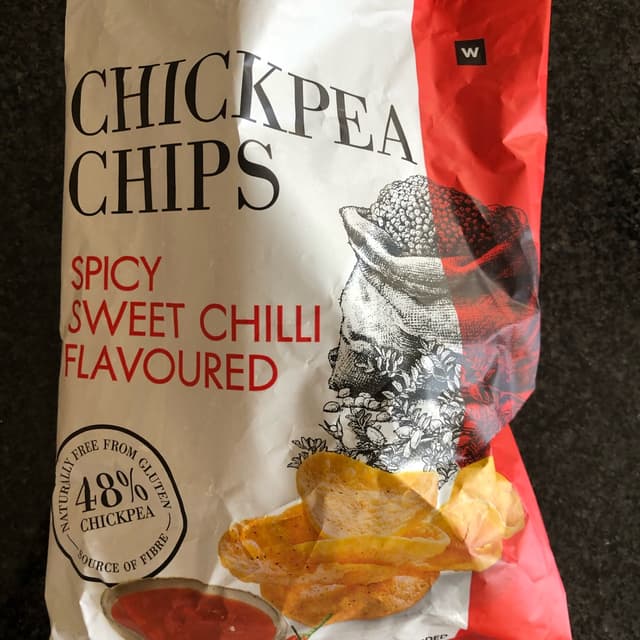 W
CHICKPEA
CHIPS
SPICY
SWEET CHILLI
FLAVOURED
NATURALLY FREE FROM GLUTEN
48%
CHICKPEA
SOURCE OF FIBRE